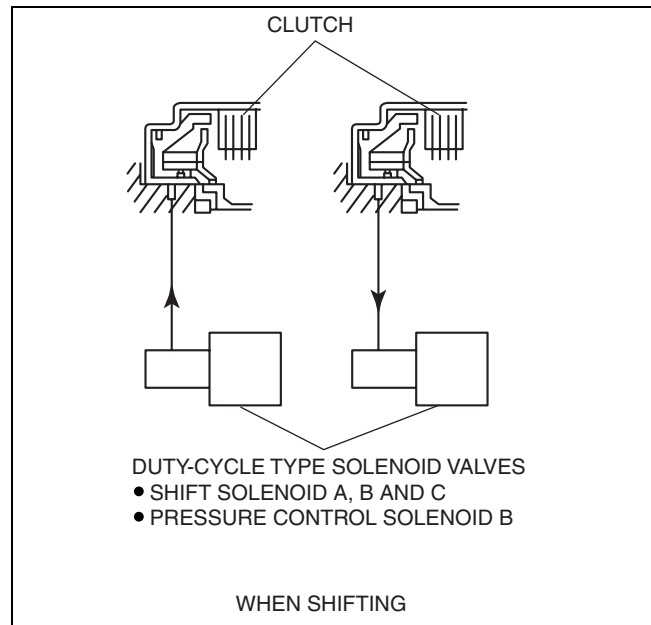 CLUTCH
DUTY-CYCLE TYPE SOLENOID VALVES
● SHIFT SOLENOID A, B AND C
● PRESSURE CONTROL SOLENOID B
WHEN SHIFTING